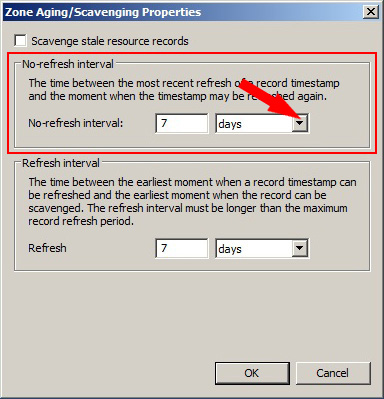 Zone Aging/Scavenging Properties
Scavenge stale resource records
No-refresh interval
The time between the most recent refresh of a record timestamp
and the moment when the timestamp may be refreshed again.
No-refresh interval: 7 days
Refresh interval
The time between the earliest moment when a record timestamp can
be refreshed and the earliest moment when the record can be
scavenged. The refresh interval must be longer than the maximum
record refresh period.
Refresh 7 days
OK Cancel